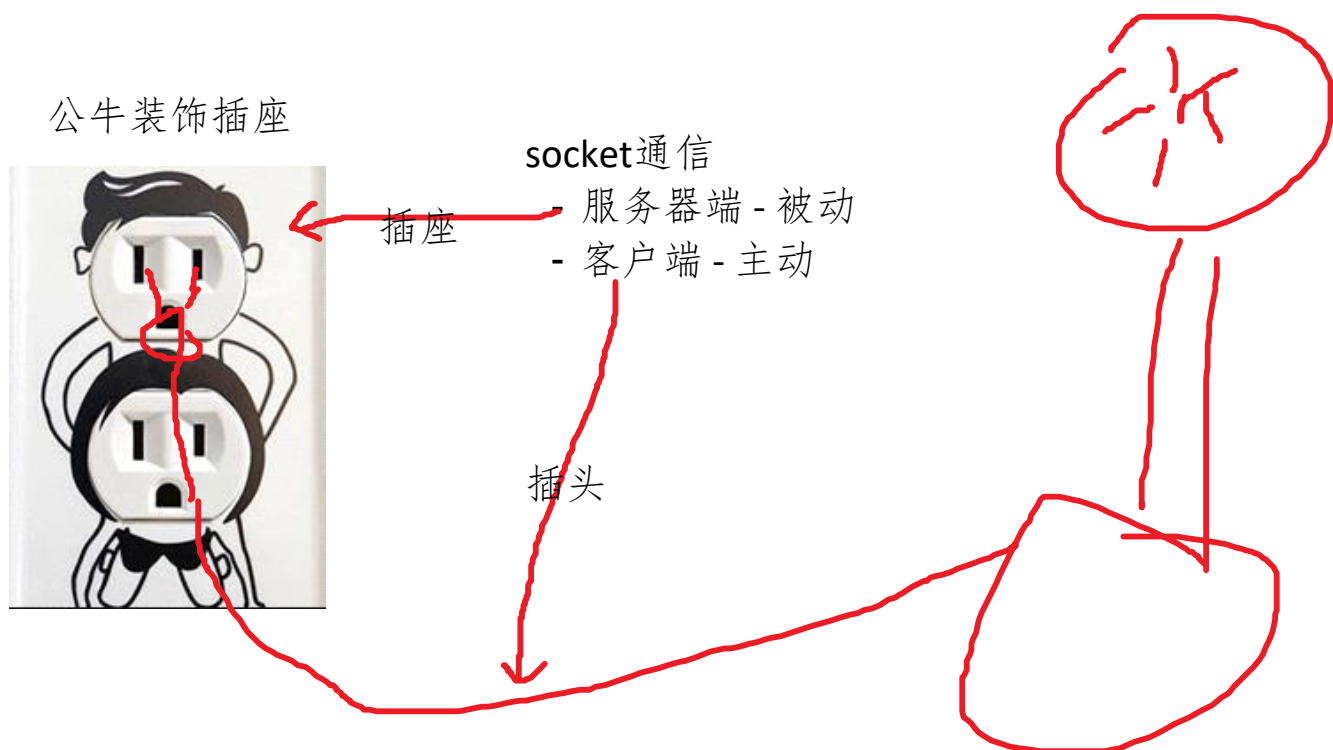 公牛装饰插座
socket通信
- 服务器端 - 被动
插座
- 客户端 - 主动
插头